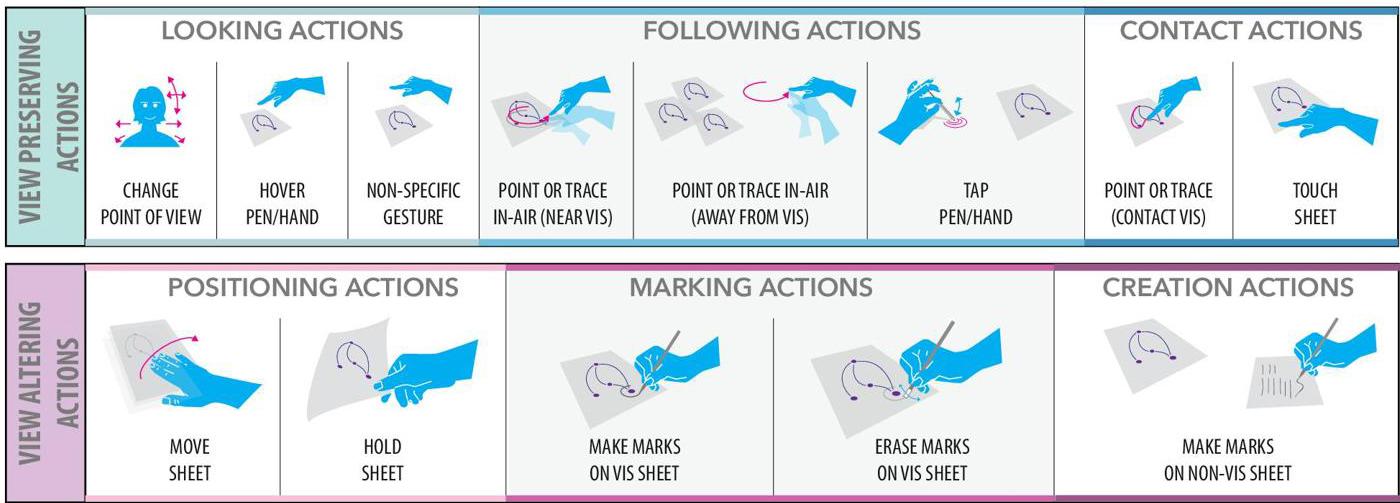 VIEW PRESERVING
ACTIONS
LOOKING ACTIONS
CHANGE
POINT OF VIEW
HOVER
PEN/HAND
NON-SPECIFIC
GESTURE
FOLLOWING ACTIONS
POINT OR TRACE
IN-AIR (NEAR VIS)
POINT OR TRACE IN-AIR
(AWAY FROM VIS)
TAP
PEN/HAND
CONTACT ACTIONS
POINT OR TRACE
(CONTACT VIS)
TOUCH
SHEET
VIEW ALTERING
ACTIONS
POSITIONING ACTIONS
MOVE
SHEET
HOLD
SHEET
MARKING ACTIONS
MAKE MARKS
ON VIS SHEET
ERASE MARKS
ON VIS SHEET
CREATION ACTIONS
MAKE MARKS
ON NON-VIS SHEET